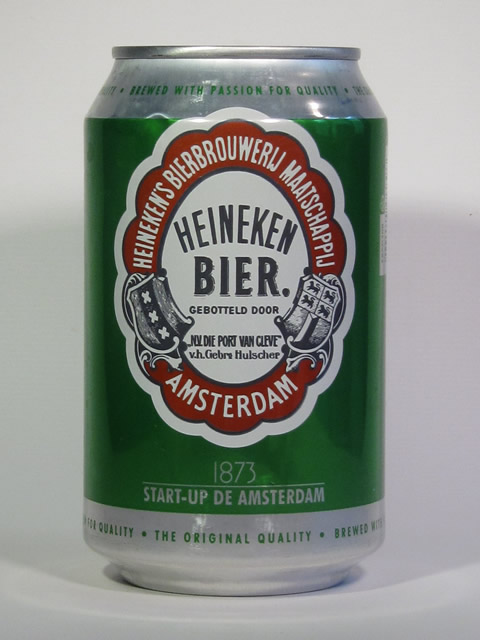 BREWED WITH PASSION FOR QUALITY •
HEINEKEN'S BIERBROUWERIJ MAATSCHAPPIJ
HEINEKEN
BIER.
GEBOTTELD DOOR
"N.V. DIE PORT VAN CLEVE"
v.h. Gebrs Hulscher
AMSTERDAM
1873
START-UP DE AMSTERDAM
FOR QUALITY • THE ORIGINAL QUALITY • BREWED